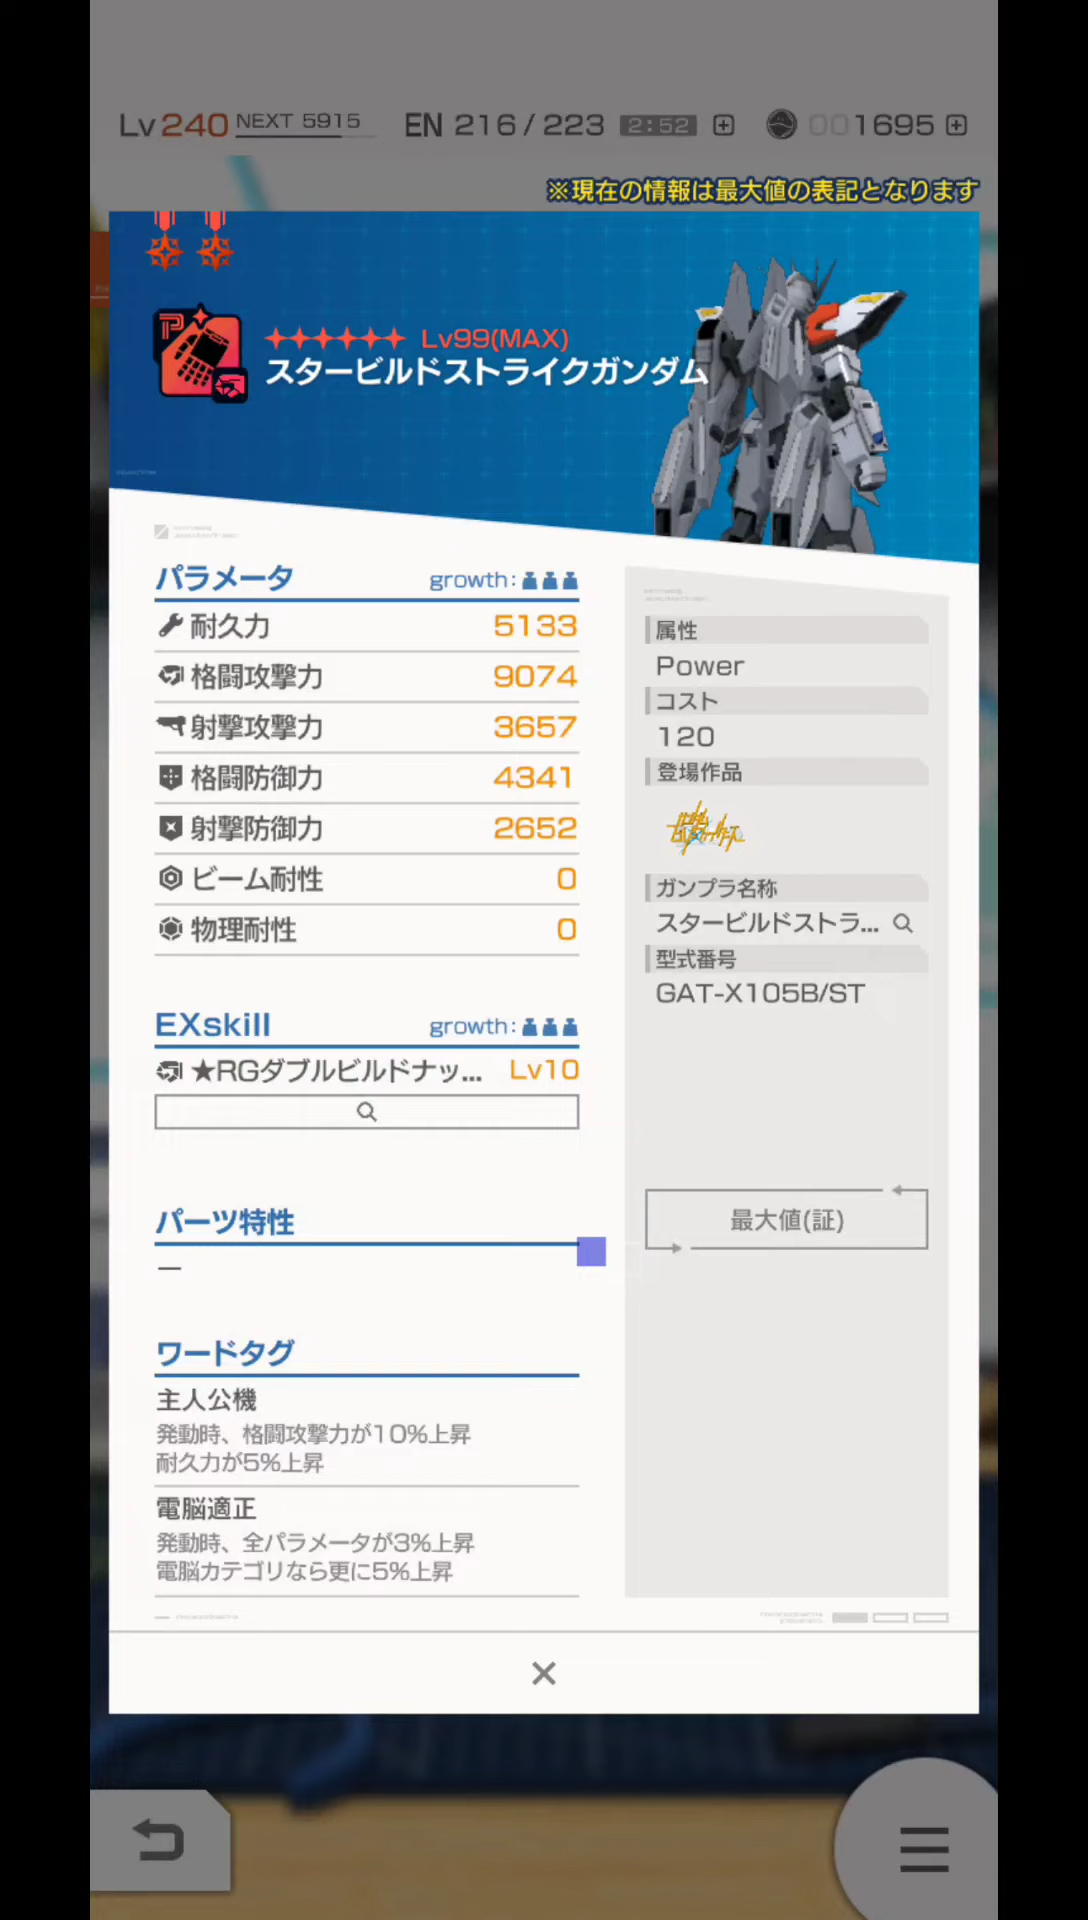 Lv240 NEXT 5915 EN 216/223 2:52 001695
※現在の情報は最大値の表記となります
P
Lv99(MAX)
スタービルドストライクガンダム
パラメータ growth:
耐久力 5133
格闘攻撃力 9074
射撃攻撃力 3657
格闘防御力 4341
射撃防御力 2652
ビーム耐性 0
物理耐性 0
EXskill growth:
★RGダブルビルドナッ... Lv10
パーツ特性
—
ワードタグ
主人公機
発動時、格闘攻撃力が10%上昇
耐久力が5%上昇
電脳適正
発動時、全パラメータが3%上昇
電脳カテゴリなら更に5%上昇
属性
Power
コスト
120
登場作品
ガンプラ名称
スタービルドストラ...
型式番号
GAT-X105B/ST
最大値(証)